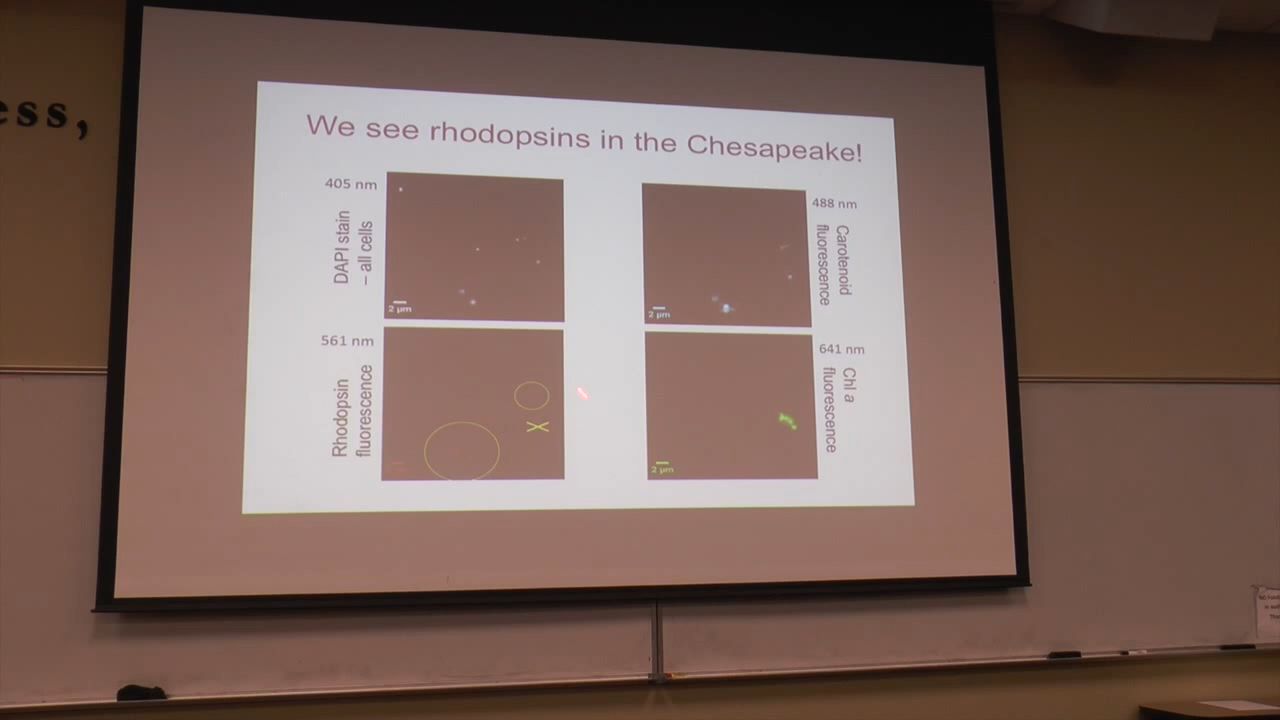 ess,
We see rhodopsins in the Chesapeake!
405 nm
DAPI stain
– all cells
2 µm
488 nm
Carotenoid
fluorescence
2 µm
561 nm
Rhodopsin
fluorescence
641 nm
Chl a
fluorescence
2 µm